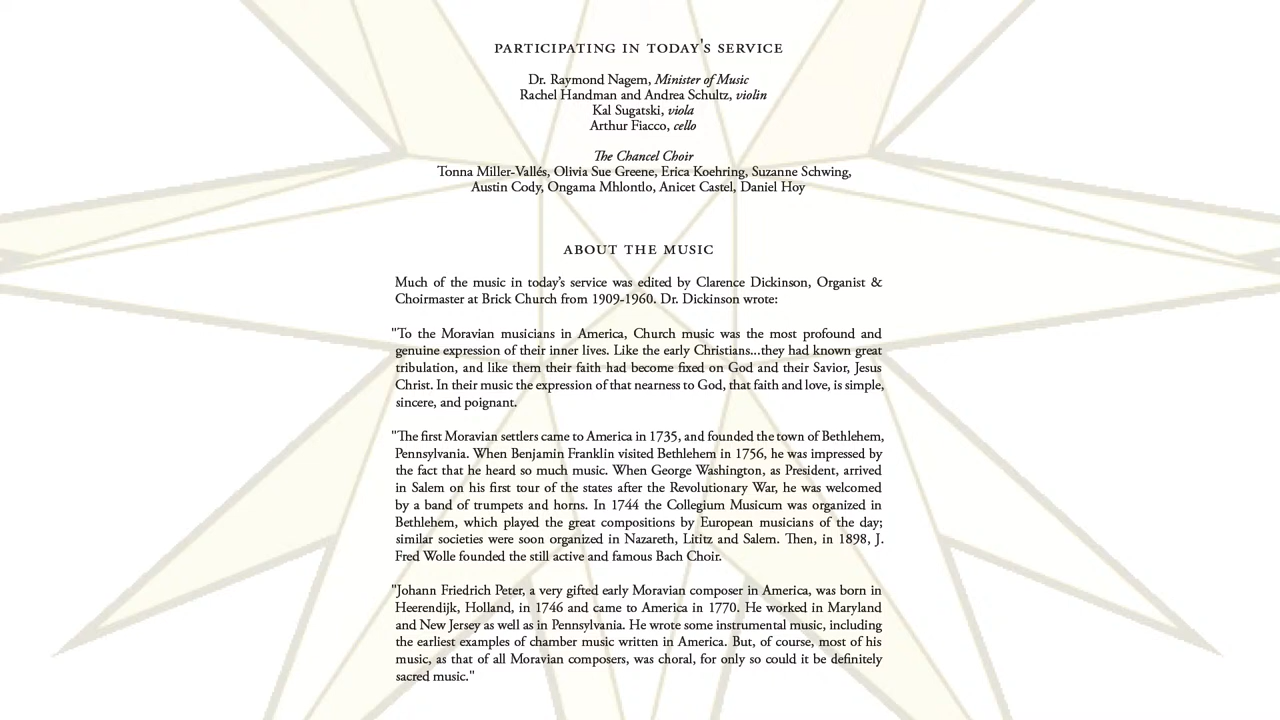 PARTICIPATING IN TODAY'S SERVICE
Dr. Raymond Nagem, Minister of Music
Rachel Handman and Andrea Schultz, violin
Kal Sugatski, viola
Arthur Fiacco, cello
The Chancel Choir
Tonna Miller-Vallés, Olivia Sue Greene, Erica Koehring, Suzanne Schwing,
Austin Cody, Ongama Mhlontlo, Anicet Castel, Daniel Hoy
ABOUT THE MUSIC
Much of the music in today's service was edited by Clarence Dickinson, Organist &
Choirmaster at Brick Church from 1909-1960. Dr. Dickinson wrote:
"To the Moravian musicians in America, Church music was the most profound and
genuine expression of their inner lives. Like the early Christians...they had known great
tribulation, and like them their faith had become fixed on God and their Savior, Jesus
Christ. In their music the expression of that nearness to God, that faith and love, is simple,
sincere, and poignant.
"The first Moravian settlers came to America in 1735, and founded the town of Bethlehem,
Pennsylvania. When Benjamin Franklin visited Bethlehem in 1756, he was impressed by
the fact that he heard so much music. When George Washington, as President, arrived
in Salem on his first tour of the states after the Revolutionary War, he was welcomed
by a band of trumpets and horns. In 1744 the Collegium Musicum was organized in
Bethlehem, which played the great compositions by European musicians of the day;
similar societies were soon organized in Nazareth, Lititz and Salem. Then, in 1898, J.
Fred Wolle founded the still active and famous Bach Choir.
"Johann Friedrich Peter, a very gifted early Moravian composer in America, was born in
Heerendijk, Holland, in 1746 and came to America in 1770. He worked in Maryland
and New Jersey as well as in Pennsylvania. He wrote some instrumental music, including
the earliest examples of chamber music written in America. But, of course, most of his
music, as that of all Moravian composers, was choral, for only so could it be definitely
sacred music."